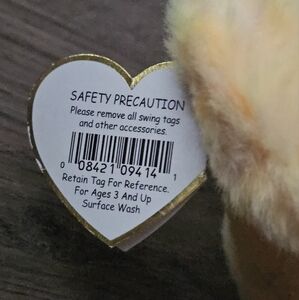 SAFETY PRECAUTION
Please remove all swing tags
and other accessories.
0 08421 09414 1
Retain Tag For Reference.
For Ages 3 And Up
Surface Wash